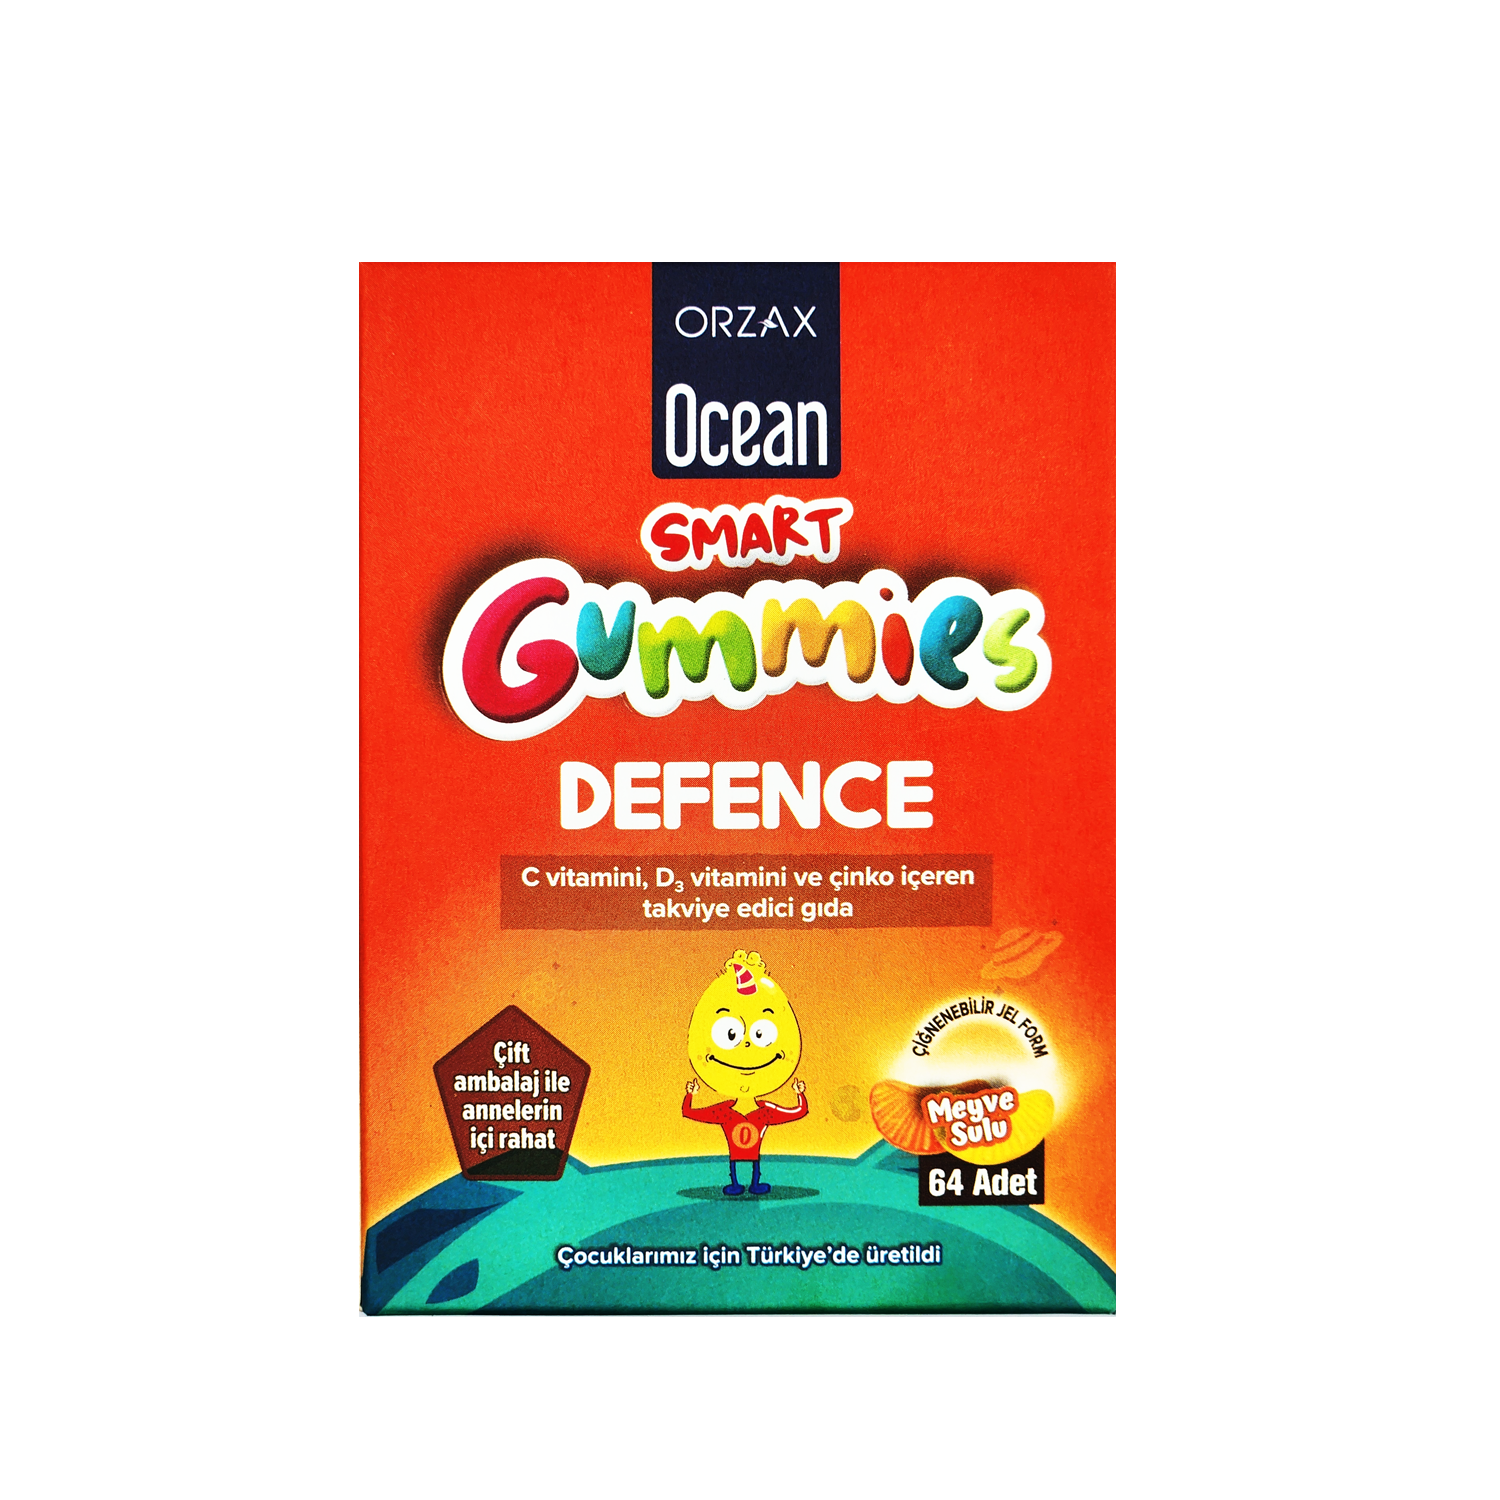 ORZAX
Ocean
SMART
Gummies
DEFENCE
C vitamini, D₃ vitamini ve çinko içeren
takviye edici gıda
Çift
ambalaj ile
annelerin
içi rahat
ÇİĞNENEBİLİR JEL FORM
Meyve
Sulu
64 Adet
Çocuklarımız için Türkiye'de üretildi